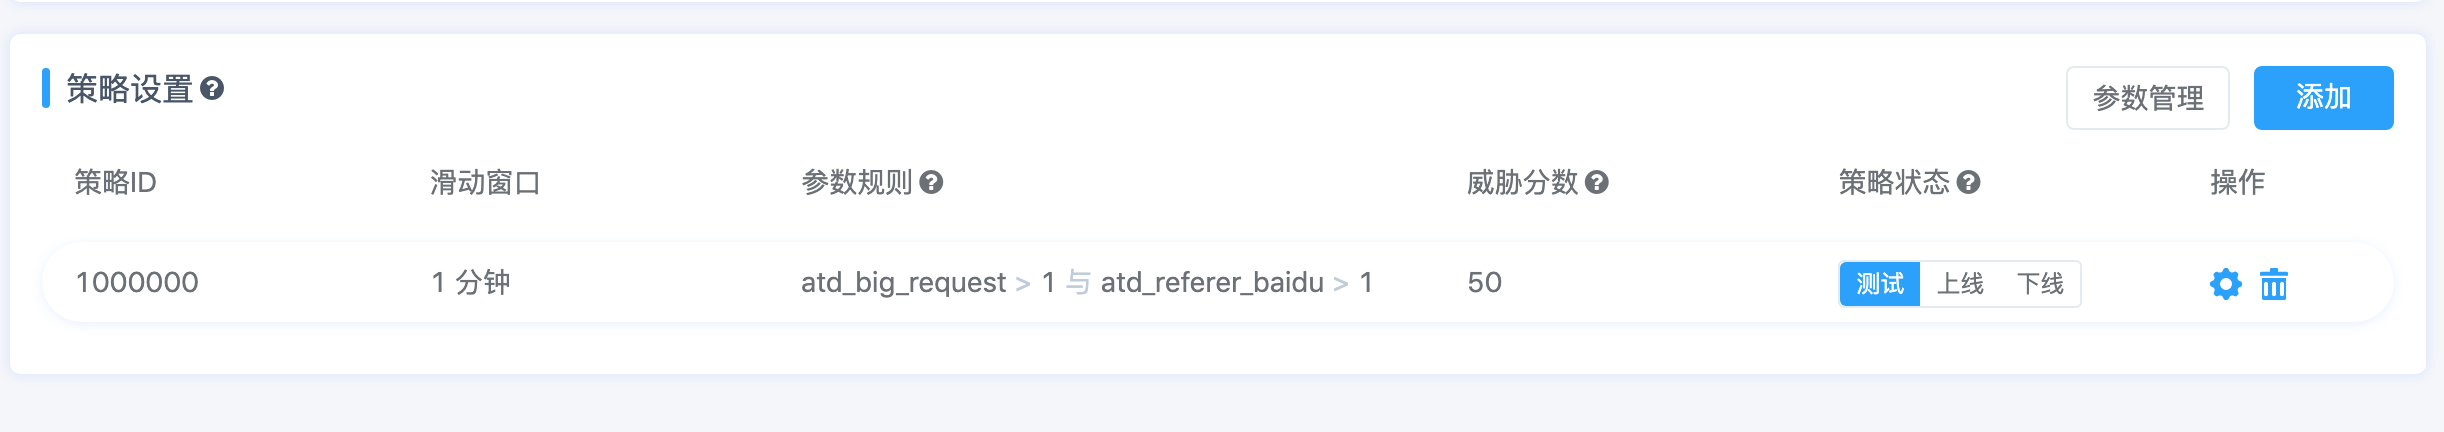 策略设置
参数管理 添加
策略ID 滑动窗口 参数规则 威胁分数 策略状态 操作
1000000 1 分钟 atd_big_request > 1 与 atd_referer_baidu > 1 50 测试 上线 下线